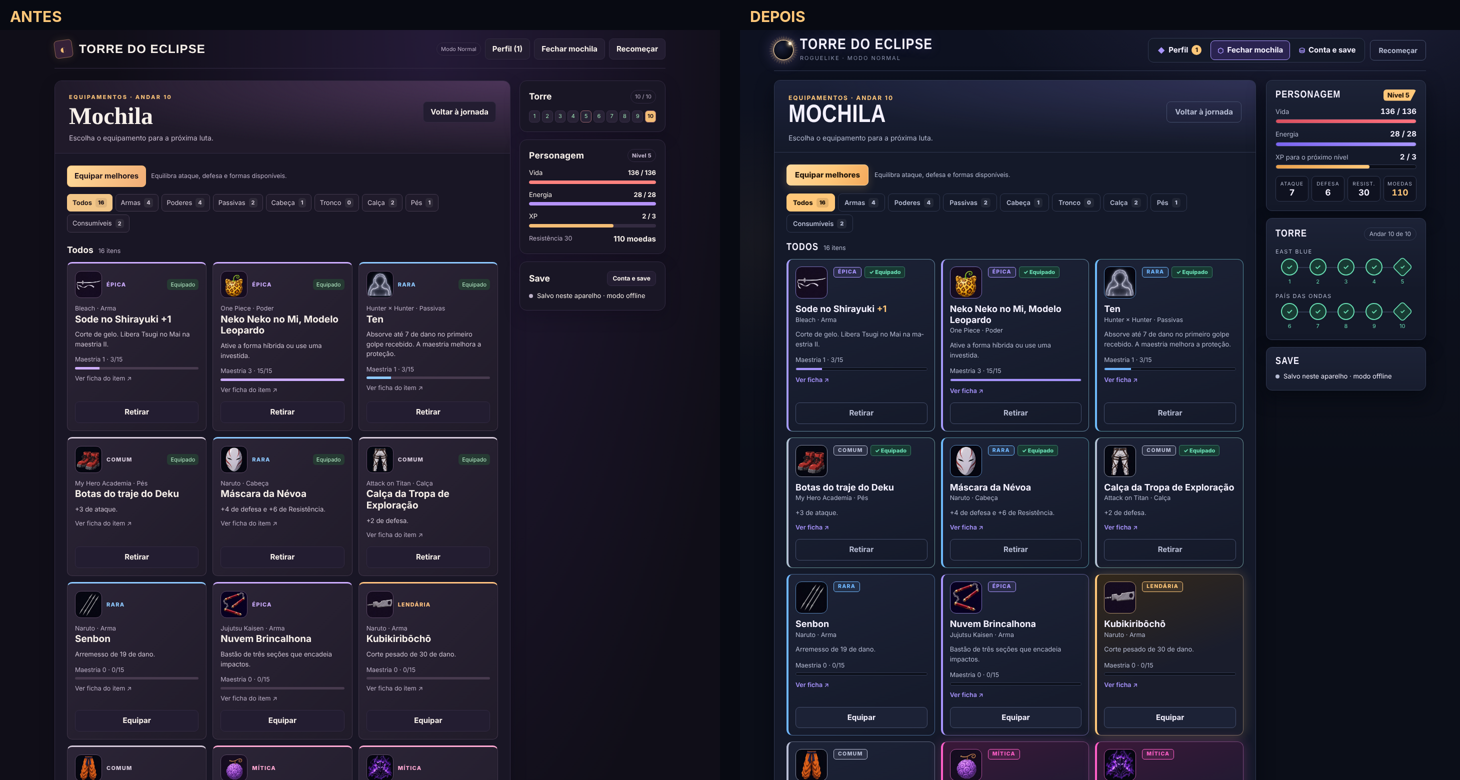 ANTES
TORRE DO ECLIPSE
Modo Normal
Perfil (1)
Fechar mochila
Recomeçar
EQUIPAMENTOS · ANDAR 10
Mochila
Escolha o equipamento para a próxima luta.
Voltar à jornada
Equipar melhores
Equilibra ataque, defesa e formas disponíveis.
Todos 16
Armas 4
Poderes 4
Passivas 2
Cabeça 1
Tronco 0
Calça 2
Pés 1
Consumíveis 2
Todos 16 itens
ÉPICA
Equipado
Bleach · Arma
Sode no Shirayuki +1
Corte de gelo. Libera Tsugi no Mai na
maestria II.
Maestria 1 · 3/15
Ver ficha do item ↗
Retirar
ÉPICA
Equipado
One Piece · Poder
Neko Neko no Mi, Modelo
Leopardo
Ative a forma híbrida ou use uma
investida.
Maestria 3 · 15/15
Ver ficha do item ↗
Retirar
RARA
Equipado
Hunter × Hunter · Passivas
Ten
Absorve até 7 de dano no primeiro
golpe recebido. A maestria melhora a
proteção.
Maestria 1 · 3/15
Ver ficha do item ↗
Retirar
COMUM
Equipado
My Hero Academia · Pés
Botas do traje do Deku
+3 de ataque.
Ver ficha do item ↗
Retirar
RARA
Equipado
Naruto · Cabeça
Máscara da Névoa
+4 de defesa e +6 de Resistência.
Ver ficha do item ↗
Retirar
COMUM
Equipado
Attack on Titan · Calça
Calça da Tropa de
Exploração
+2 de defesa.
Ver ficha do item ↗
Retirar
RARA
Naruto · Arma
Senbon
Arremesso de 19 de dano.
Maestria 0 · 0/15
Ver ficha do item ↗
Equipar
ÉPICA
Jujutsu Kaisen · Arma
Nuvem Brincalhona
Bastão de três seções que encadeia
impactos.
Maestria 0 · 0/15
Ver ficha do item ↗
Equipar
LENDÁRIA
Naruto · Arma
Kubikiribōchō
Corte pesado de 30 de dano.
Maestria 0 · 0/15
Ver ficha do item ↗
Equipar
COMUM
MÍTICA
MÍTICA
Torre
10 / 10
1 2 3 4 5 6 7 8 9 10
Personagem
Nível 5
Vida 136 / 136
Energia 28 / 28
XP 2 / 3
Resistência 30 110 moedas
Save
Conta e save
Salvo neste aparelho · modo offline
DEPOIS
TORRE DO ECLIPSE
ROGUELIKE · MODO NORMAL
Perfil 1
Fechar mochila
Conta e save
Recomeçar
EQUIPAMENTOS · ANDAR 10
MOCHILA
Escolha o equipamento para a próxima luta.
Voltar à jornada
Equipar melhores
Equilibra ataque, defesa e formas disponíveis.
Todos 16
Armas 4
Poderes 4
Passivas 2
Cabeça 1
Tronco 0
Calça 2
Pés 1
Consumíveis 2
TODOS 16 itens
ÉPICA
✓ Equipado
Sode no Shirayuki +1
Bleach · Arma
Corte de gelo. Libera Tsugi no Mai na ma-
estria II.
Maestria 1 · 3/15
Ver ficha ↗
Retirar
ÉPICA
✓ Equipado
Neko Neko no Mi, Modelo
Leopardo
One Piece · Poder
Ative a forma híbrida ou use uma
investida.
Maestria 3 · 15/15
Ver ficha ↗
Retirar
RARA
✓ Equipado
Ten
Hunter × Hunter · Passivas
Absorve até 7 de dano no primeiro golpe
recebido. A maestria melhora a proteção.
Maestria 1 · 3/15
Ver ficha ↗
Retirar
COMUM
✓ Equipado
Botas do traje do Deku
My Hero Academia · Pés
+3 de ataque.
Ver ficha ↗
Retirar
RARA
✓ Equipado
Máscara da Névoa
Naruto · Cabeça
+4 de defesa e +6 de Resistência.
Ver ficha ↗
Retirar
COMUM
✓ Equipado
Calça da Tropa de Exploração
Attack on Titan · Calça
+2 de defesa.
Ver ficha ↗
Retirar
RARA
Senbon
Naruto · Arma
Arremesso de 19 de dano.
Maestria 0 · 0/15
Ver ficha ↗
Equipar
ÉPICA
Nuvem Brincalhona
Jujutsu Kaisen · Arma
Bastão de três seções que encadeia
impactos.
Maestria 0 · 0/15
Ver ficha ↗
Equipar
LENDÁRIA
Kubikiribōchō
Naruto · Arma
Corte pesado de 30 de dano.
Maestria 0 · 0/15
Ver ficha ↗
Equipar
COMUM
MÍTICA
MÍTICA
PERSONAGEM
Nível 5
Vida 136 / 136
Energia 28 / 28
XP para o próximo nível 2 / 3
ATAQUE DEFESA RESIST. MOEDAS
7 6 30 110
TORRE
Andar 10 de 10
EAST BLUE
1 2 3 4 5
PAÍS DAS ONDAS
6 7 8 9 10
SAVE
Salvo neste aparelho · modo offline